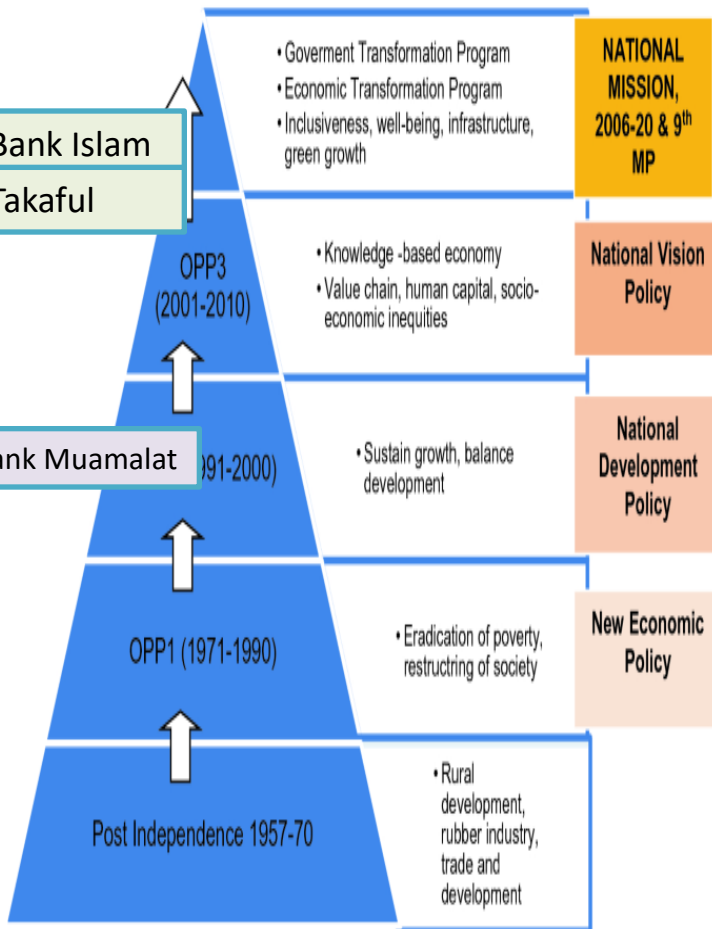 • Goverment Transformation Program
• Economic Transformation Program
• Inclusiveness, well-being, infrastructure,
green growth
NATIONAL
MISSION,
2006-20 & 9th
MP
Bank Islam
Takaful
OPP3
(2001-2010)
• Knowledge -based economy
• Value chain, human capital, socio-
economic inequities
National Vision
Policy
ank Muamalat
91-2000)
• Sustain growth, balance
development
National
Development
Policy
OPP1 (1971-1990)
• Eradication of poverty,
restructring of society
New Economic
Policy
Post Independence 1957-70
• Rural
development,
rubber industry,
trade and
development